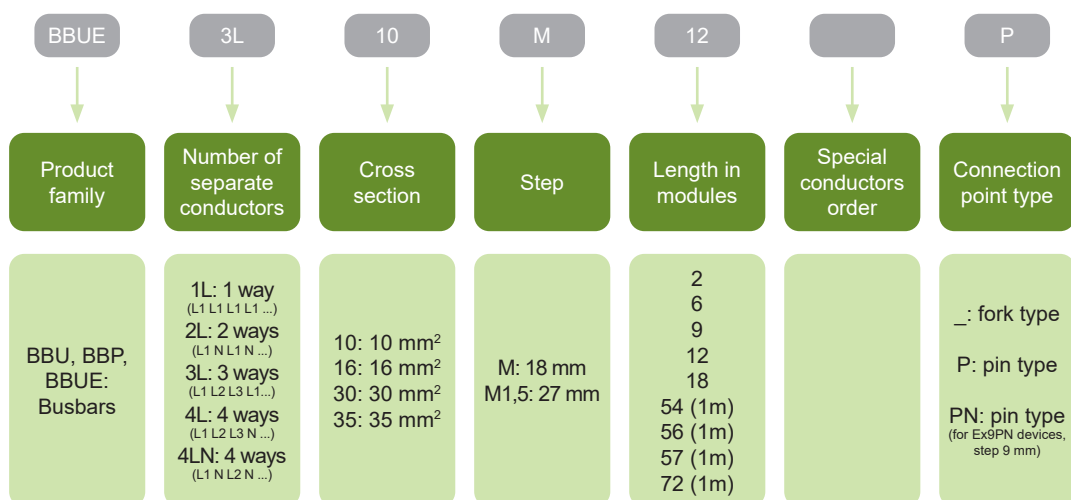 BBUE 3L 10 M 12 P
Product
family
Number of
separate
conductors
Cross
section
Step
Length in
modules
Special
conductors
order
Connection
point type
BBU, BBP,
BBUE:
Busbars
1L: 1 way
(L1 L1 L1 L1 ...)
2L: 2 ways
(L1 N L1 N ...)
3L: 3 ways
(L1 L2 L3 L1...)
4L: 4 ways
(L1 L2 L3 N ...)
4LN: 4 ways
(L1 N L2 N ...)
10: 10 mm²
16: 16 mm²
30: 30 mm²
35: 35 mm²
M: 18 mm
M1,5: 27 mm
2
6
9
12
18
54 (1m)
56 (1m)
57 (1m)
72 (1m)
_: fork type
P: pin type
PN: pin type
(for Ex9PN devices,
step 9 mm)